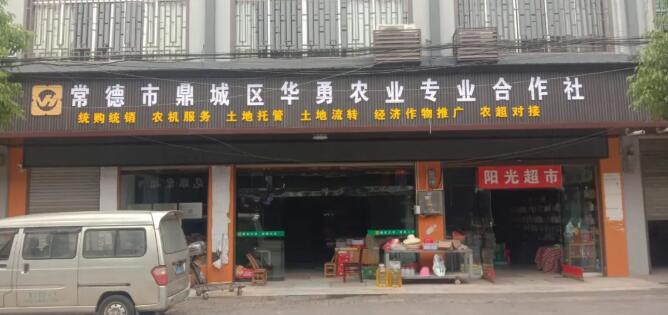 常德市鼎城区华勇农业专业合作社
统购统销 农机服务 土地托管 土地流转 经济作物推广 农超对接
阳光超市